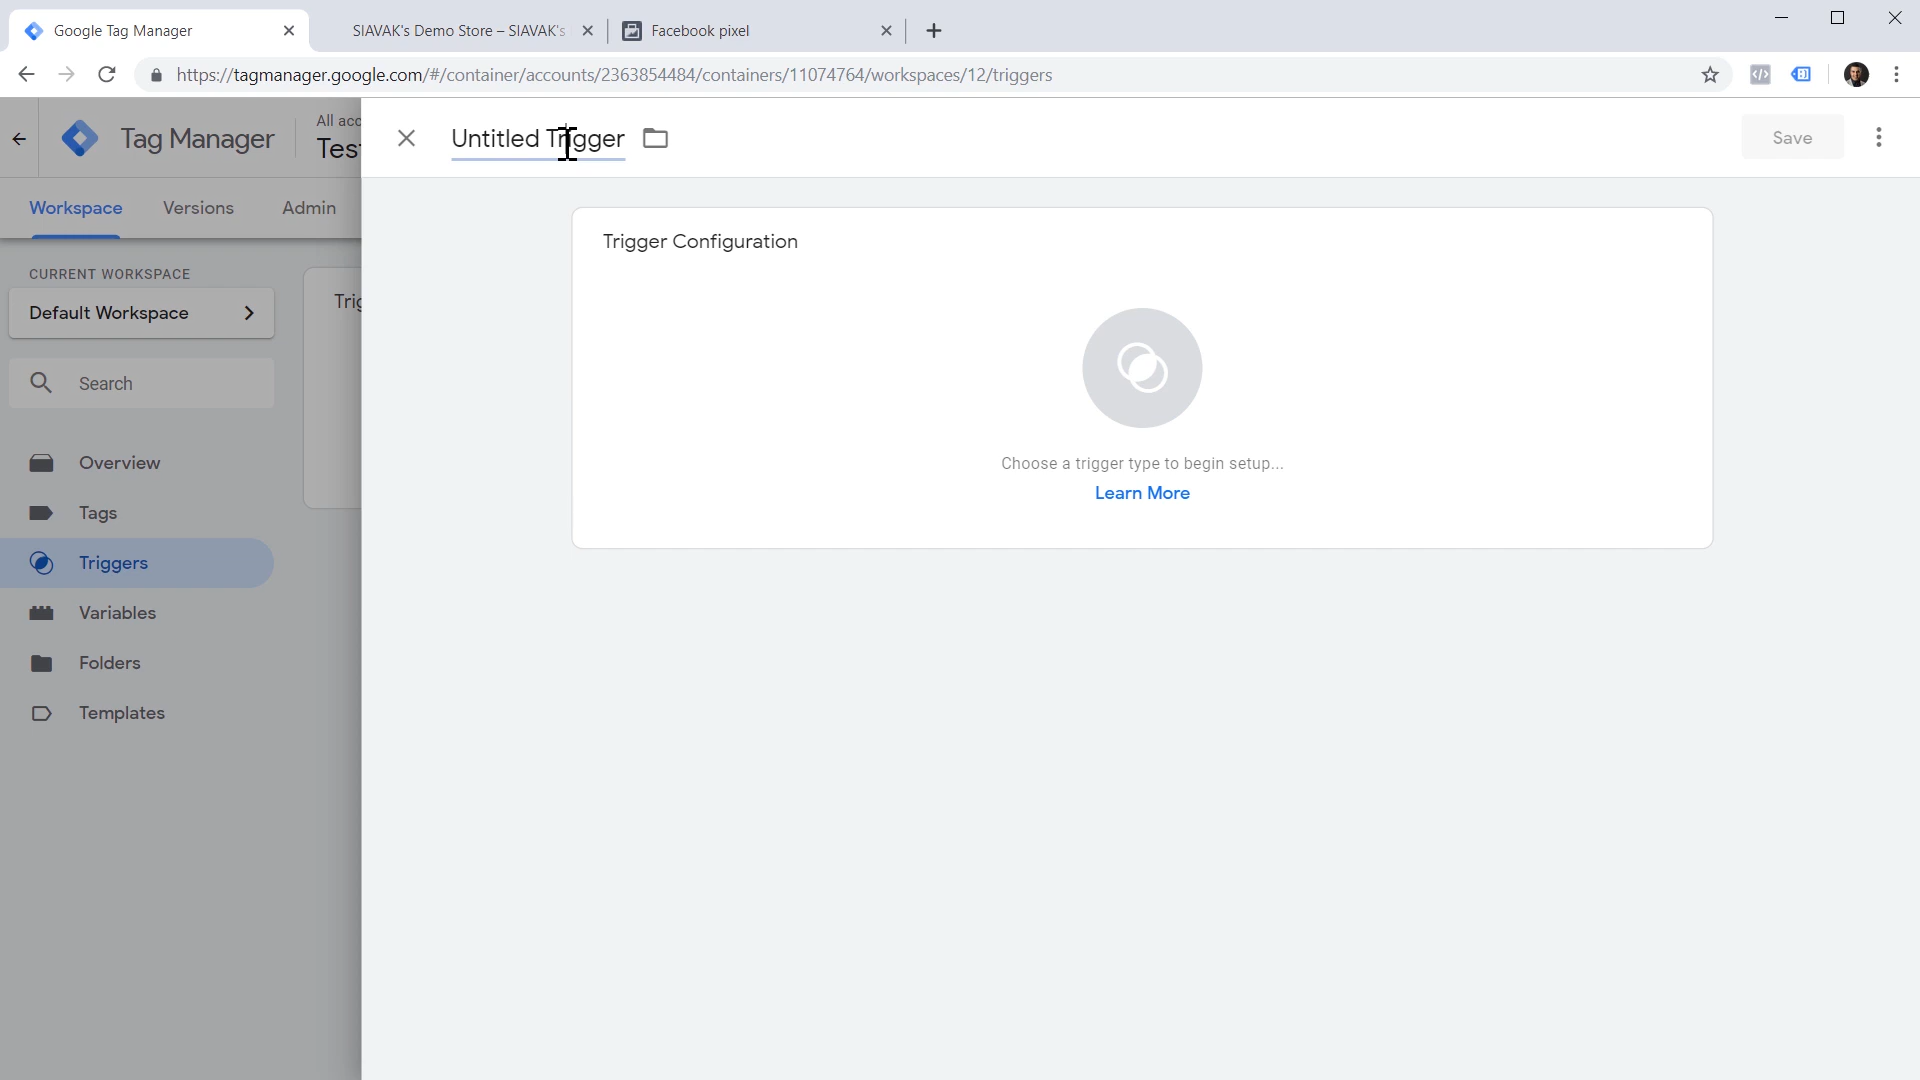 Google Tag Manager
SIAVAK's Demo Store – SIAVAK's
Facebook pixel
https://tagmanager.google.com/#/container/accounts/2363854484/containers/11074764/workspaces/12/triggers
Tag Manager
All acc
Test
Untitled Trigger
Save
Workspace
Versions
Admin
CURRENT WORKSPACE
Default Workspace
Search
Overview
Tags
Triggers
Variables
Folders
Templates
Trig
Trigger Configuration
Choose a trigger type to begin setup...
Learn More